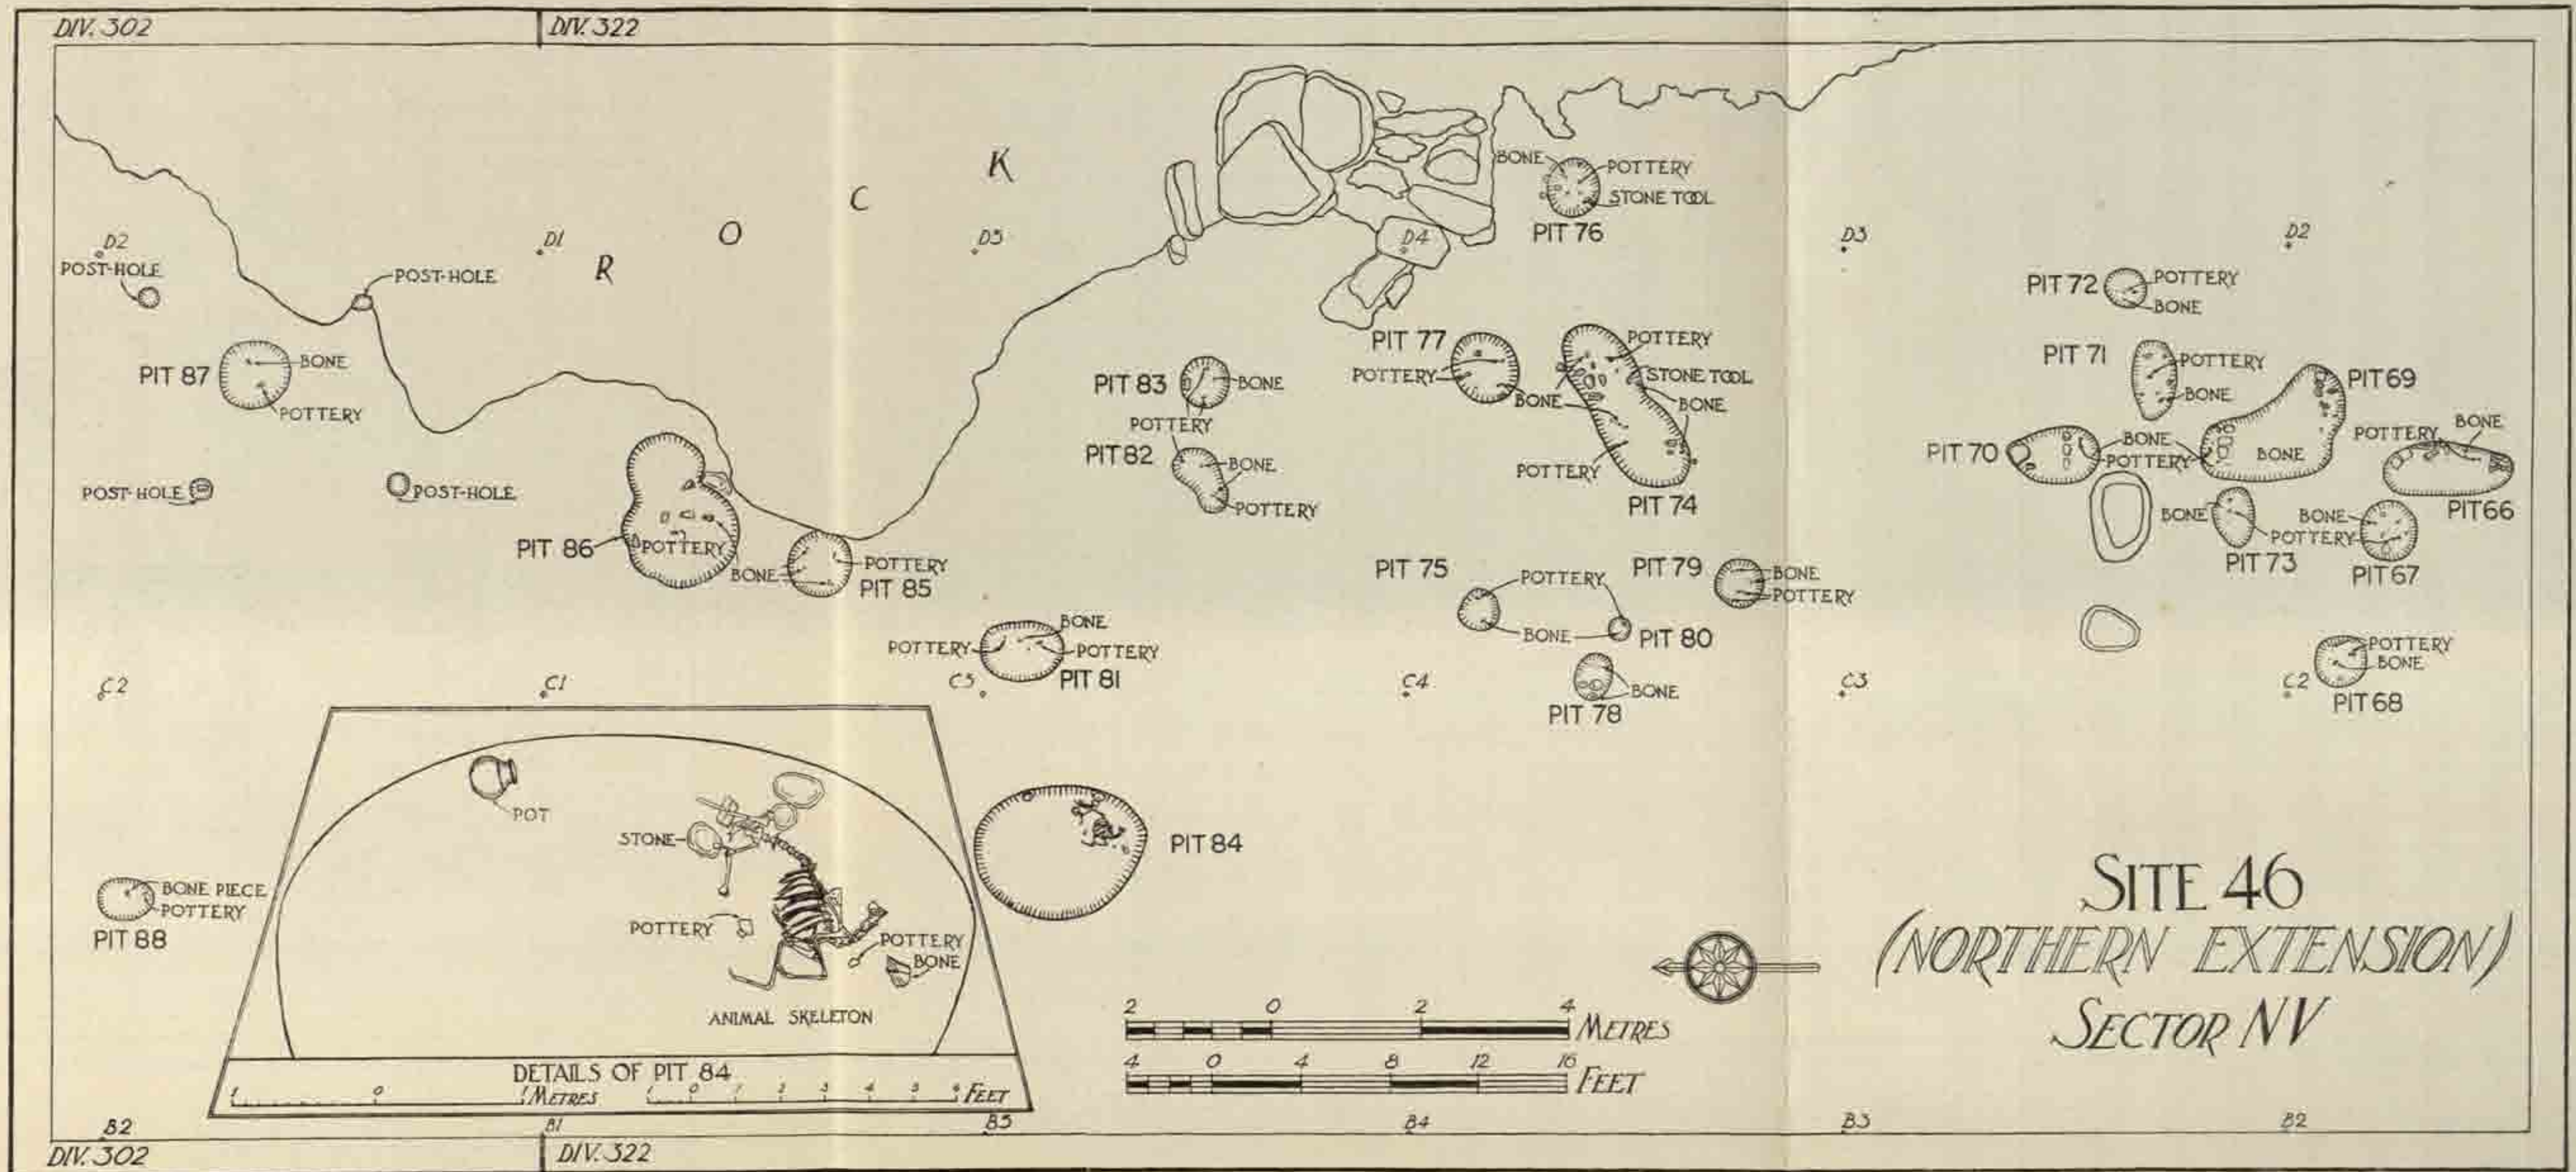 DIV. 302
DIV. 322
R O C K
D2
D1
D5
D4
D3
D2
POST-HOLE
POST-HOLE
BONE
POTTERY
STONE TOOL
PIT 76
PIT 72
POTTERY
BONE
PIT 87
BONE
POTTERY
PIT 83
BONE
POTTERY
PIT 82
BONE
POTTERY
PIT 77
POTTERY
BONE
POTTERY
STONE TOOL
BONE
POTTERY
PIT 74
PIT 71
POTTERY
BONE
PIT 69
PIT 70
BONE
POTTERY
BONE
POTTERY
BONE
PIT 66
POST-HOLE
POST-HOLE
PIT 86
POTTERY
BONE
POTTERY
PIT 85
BONE
PIT 73
BONE
POTTERY
PIT 67
PIT 75
POTTERY
BONE
PIT 80
PIT 79
BONE
POTTERY
POTTERY
BONE
POTTERY
PIT 81
BONE
PIT 78
POTTERY
BONE
PIT 68
C2
C1
C5
C4
C3
C2
POT
STONE
POTTERY
POTTERY
BONE
ANIMAL SKELETON
DETAILS OF PIT 84
1 0 1 METRES
1 0 1 2 3 4 5 6 FEET
PIT 84
BONE PIECE
POTTERY
PIT 88
2 0 2 4 METRES
4 0 4 8 12 16 FEET
SITE 46
(NORTHERN EXTENSION)
SECTOR NV
B2
B1
B5
B4
B3
B2
DIV. 302
DIV. 322